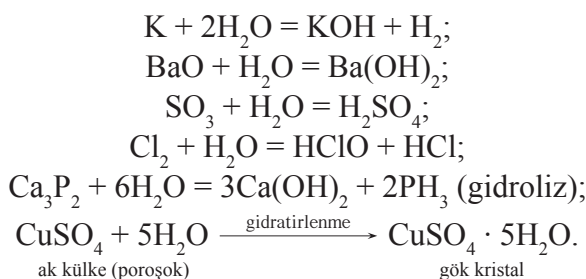 K + 2H₂O = KOH + H₂;
BaO + H₂O = Ba(OH)₂;
SO₃ + H₂O = H₂SO₄;
Cl₂ + H₂O = HClO + HCl;
Ca₃P₂ + 6H₂O = 3Ca(OH)₂ + 2PH₃ (gidroliz);
CuSO₄ + 5H₂O gidratirlenme → CuSO₄ · 5H₂O.
ak külke (poroşok) gök kristal